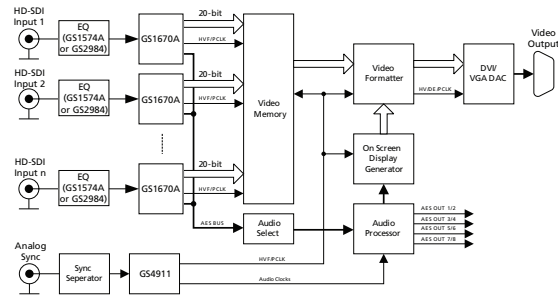 HD-SDI
Input 1
EQ
(GS1574A
or GS2984)
GS1670A
20-bit
HVF/PCLK
HD-SDI
Input 2
EQ
(GS1574A
or GS2984)
GS1670A
20-bit
HVF/PCLK
HD-SDI
Input n
EQ
(GS1574A
or GS2984)
GS1670A
20-bit
HVF/PCLK
AES BUS
Video
Memory
Video
Formatter
HV/DE/PCLK
DVI/
VGA DAC
Video
Output
On Screen
Display
Generator
Audio
Select
Audio
Processor
AES OUT 1/2
AES OUT 3/4
AES OUT 5/6
AES OUT 7/8
Analog
Sync
Sync
Seperator
GS4911
HVF/PCLK
Audio Clocks